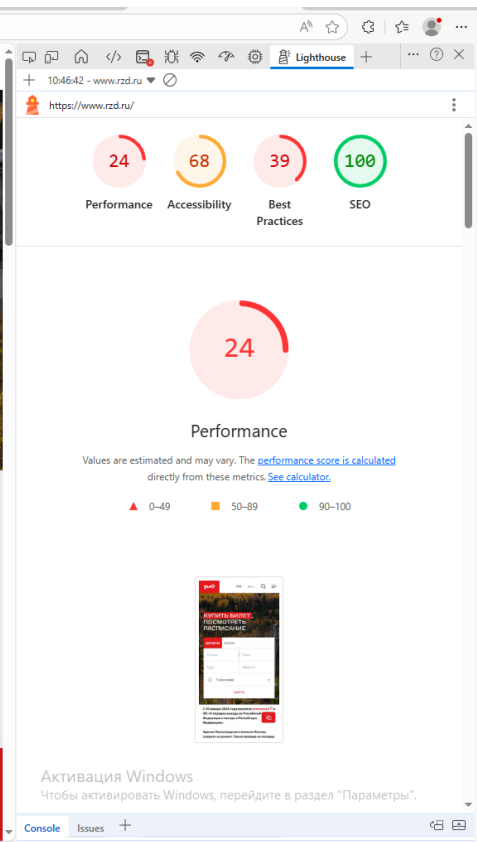 Lighthouse
10:46:42 - www.rzd.ru
https://www.rzd.ru/
24
68
39
100
Performance
Accessibility
Best
Practices
SEO
24
Performance
Values are estimated and may vary. The performance score is calculated
directly from these metrics. See calculator.
0–49
50–89
90–100
КУПИТЬ БИЛЕТ,
ПОСМОТРЕТЬ
РАСПИСАНИЕ
НАЙТИ
Активация Windows
Чтобы активировать Windows, перейдите в раздел "Параметры".
Console
Issues